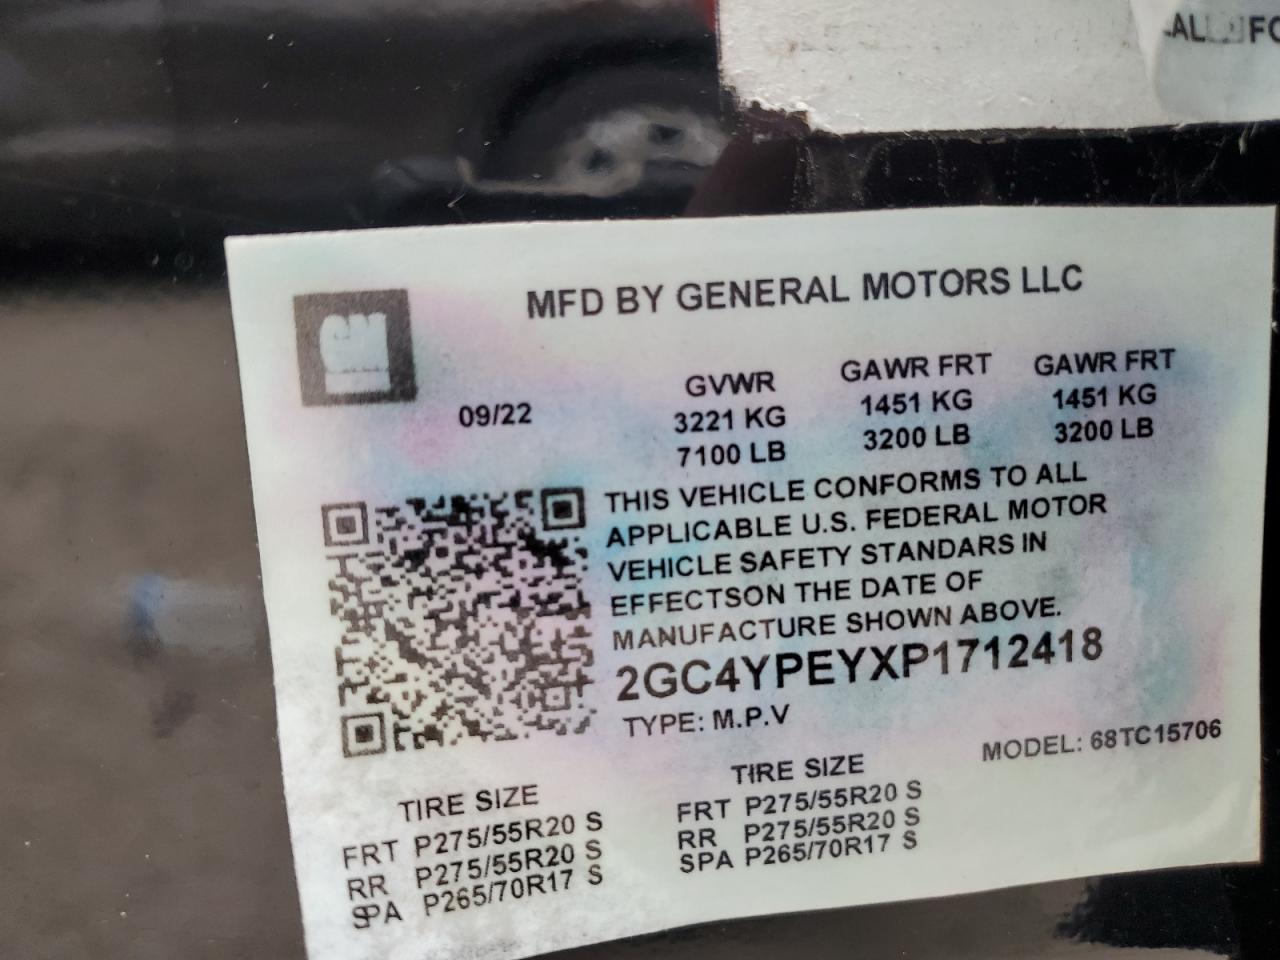 ALL FO
MFD BY GENERAL MOTORS LLC
GM
09/22
GVWR GAWR FRT GAWR FRT
3221 KG 1451 KG 1451 KG
7100 LB 3200 LB 3200 LB
THIS VEHICLE CONFORMS TO ALL
APPLICABLE U.S. FEDERAL MOTOR
VEHICLE SAFETY STANDARS IN
EFFECTSON THE DATE OF
MANUFACTURE SHOWN ABOVE.
2GC4YPEYXP1712418
TYPE: M.P.V
MODEL: 68TC15706
TIRE SIZE
FRT P275/55R20 S
RR P275/55R20 S
SPA P265/70R17 S
TIRE SIZE
FRT P275/55R20 S
RR P275/55R20 S
SPA P265/70R17 S